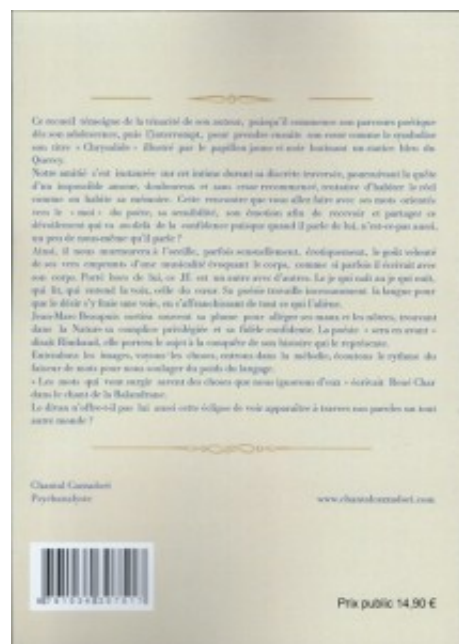 Ce recueil témoigne de la ténacité de son auteur, puisqu'il commence son parcours poétique
dès son adolescence, puis l'interrompt, pour prendre ensuite son essor comme le symbolise
son titre « Chrysalide » illustré par le papillon jaune et noir butinant un matice bleu du
Quercy.
Notre amitié s'est instaurée sur cet intime durant sa discrète traversée, poursuivant la quête
d'un impossible amour, douloureux et sans cesse recommencé, tentative d'habiter le réel
comme on habite sa mémoire. Cette rencontre que vous allez faire avec ses mots orientés
vers le « moi » du poète, sa sensibilité, son émotion afin de recevoir et partager ce
dévoilement qui va au-delà de la confidence puisque quand il parle de lui, n'est-ce-pas aussi,
un peu de nous-même qu'il parle ?
Ainsi, il nous murmurera à l'oreille, parfois sensuellement, érotiquement, le goût velouté
de ses vers empreints d'une musicalité évoquant le corps, comme si parfois il écrivait avec
son corps. Porté hors de lui, ce JE est un autre avec d'autres. La je qui naît au je qui suit,
qui lit, qui entend la voix, celle du cœur. Sa poésie travaille incessamment la langue pour
que le désir s'y fraie une voie, en s'affranchissant de tout ce qui l'aliène.
Jean-Marc sortira souvent sa plume pour alléger ses maux et les nôtres, trouvant
dans la Nature sa complice privilégiée et sa fidèle confidente. La poésie « sera en avant »
disait Rimbaud, elle portera le sujet à la conquête de son histoire qui le représente.
Entendons les images, voyons les choses, entrons dans la mélodie, écoutons le rythme du
faiseur de mots pour nous soulager du poids du langage.
« Les mots qui vont surgir savent des choses que nous ignorons d'eux » écrivait René Char
dans le chant de la Balandrane.
Le divan n'offre-t-il pas lui aussi cette éclipse de voir apparaître à travers nos paroles un tout
autre monde ?
Chantal Cazzadori
Psychanalyste www.chantalcazzadori.com
Prix public 14,90 €